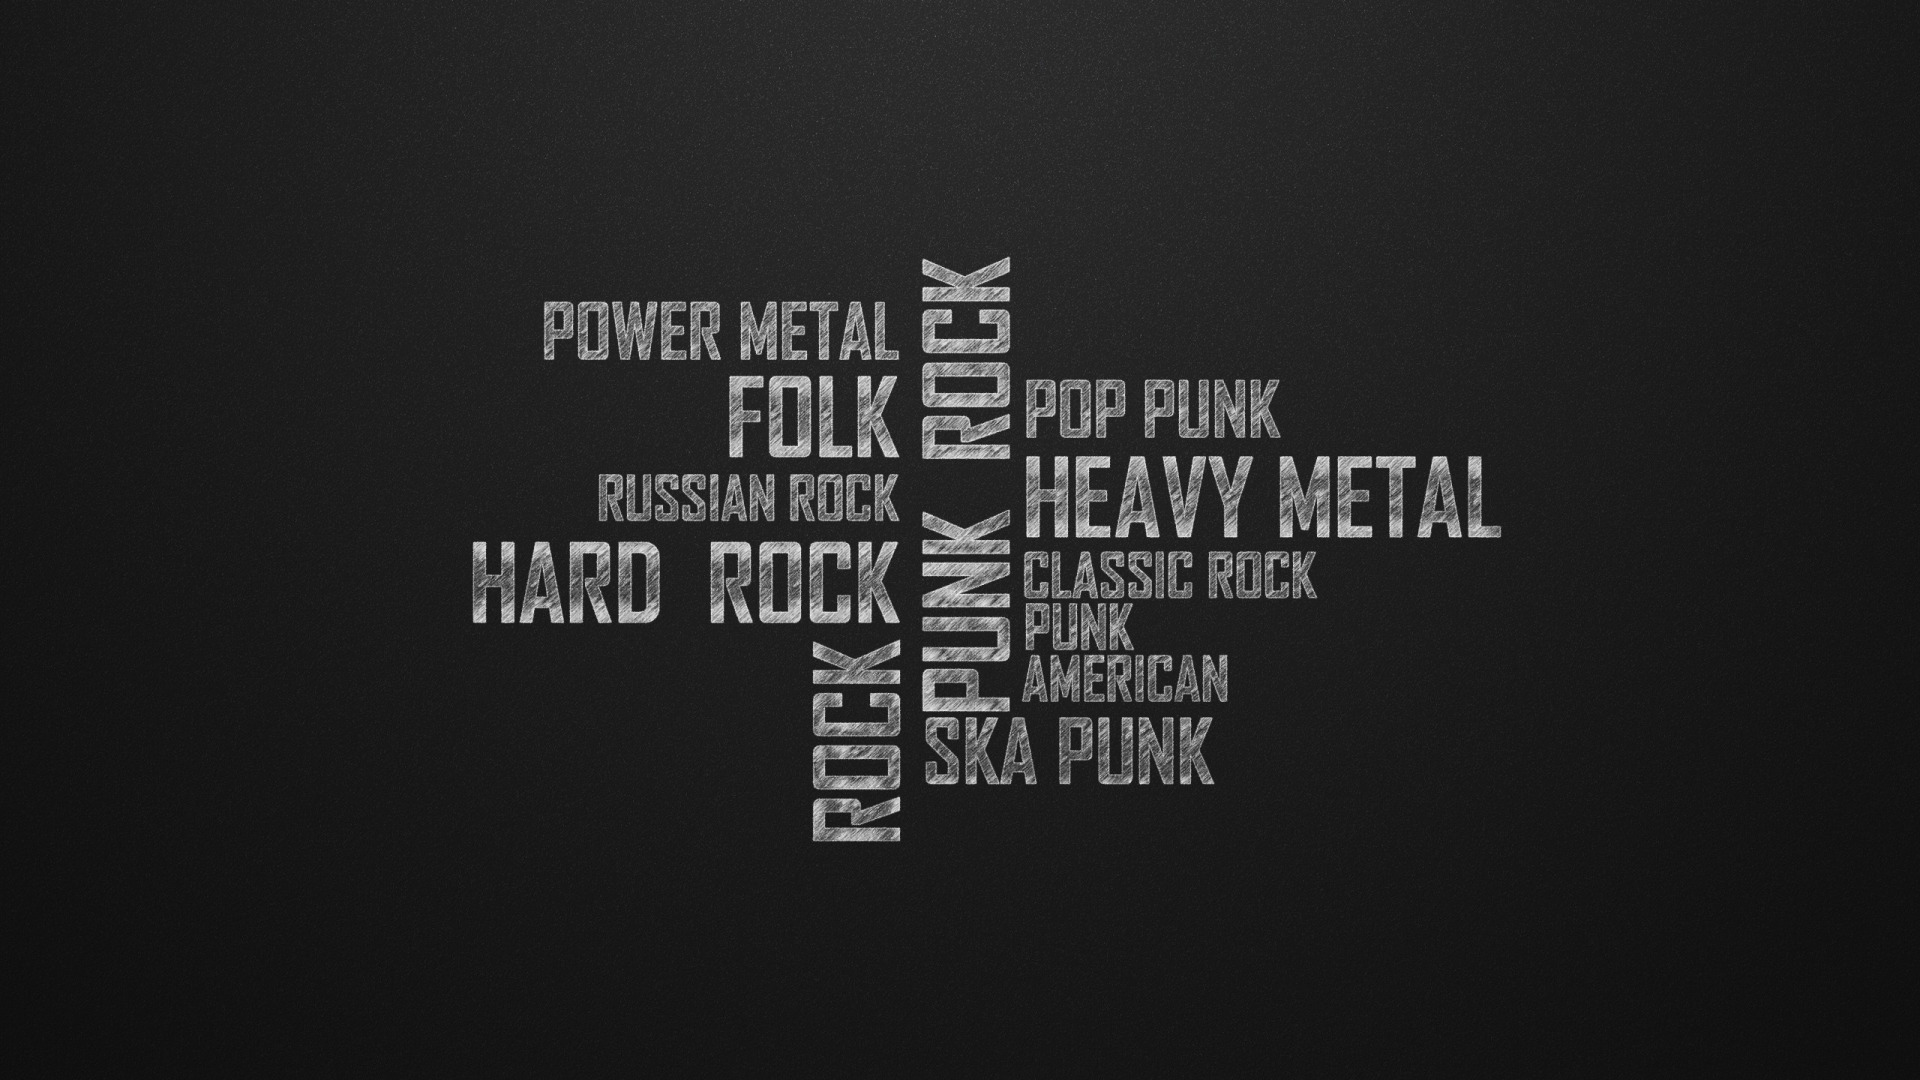 POWER METAL
FOLK
RUSSIAN ROCK
HARD ROCK
ROCK
PUNK ROCK
POP PUNK
HEAVY METAL
CLASSIC ROCK
PUNK
AMERICAN
SKA PUNK